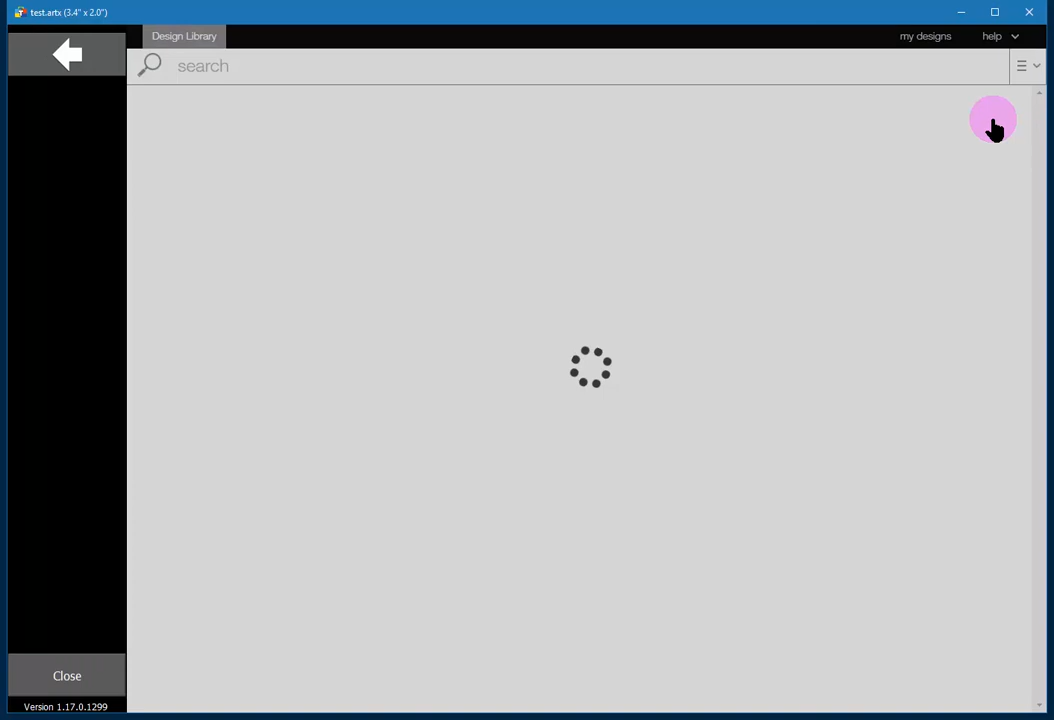 test.artx (3.4" x 2.0")
Design Library
my designs
help
search
Close
Version 1.17.0.1299